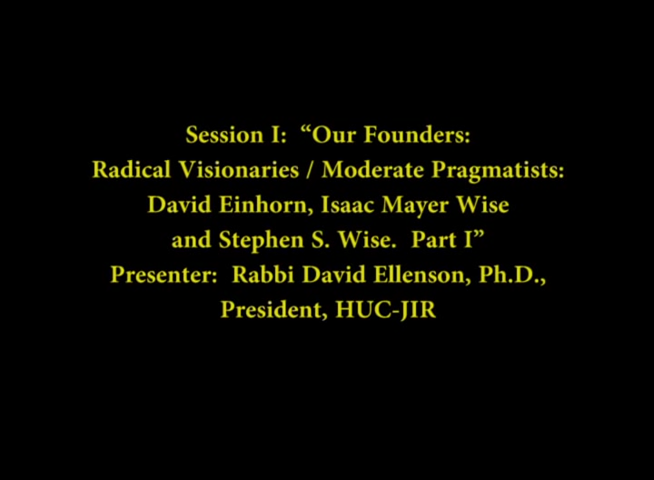 Session I:  “Our Founders:
Radical Visionaries / Moderate Pragmatists:
David Einhorn, Isaac Mayer Wise
and Stephen S. Wise.  Part I”
Presenter:  Rabbi David Ellenson, Ph.D.,
President, HUC-JIR